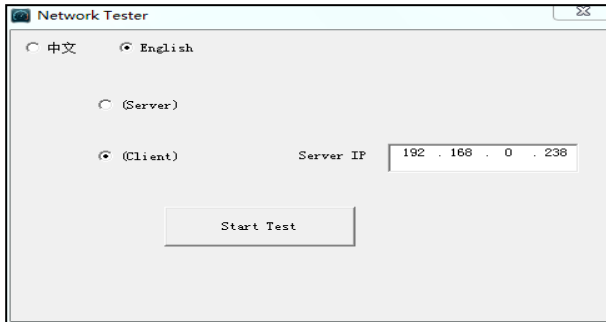 Network Tester
中文 English
(Server)
(Client) Server IP 192 . 168 . 0 . 238
Start Test